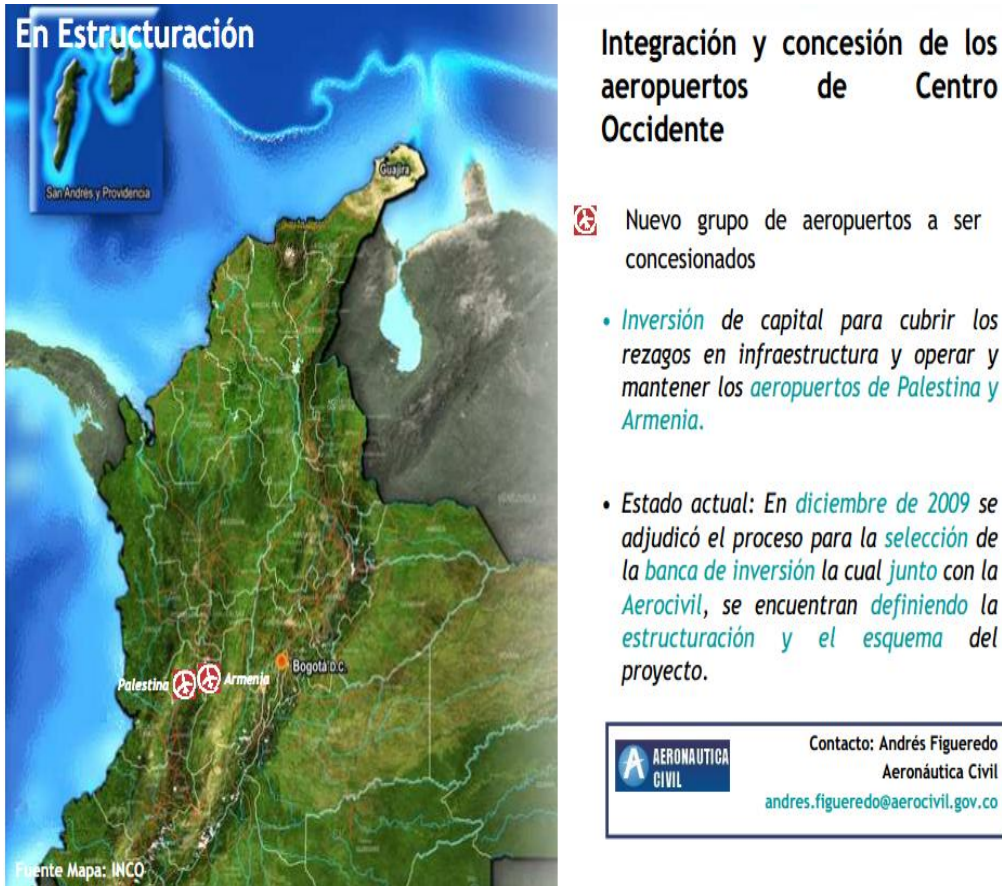 En Estructuración
San Andrés y Providencia
Guajira
Palestina
Armenia
Bogotá D.C.
Fuente Mapa: INCO
Integración y concesión de los
aeropuertos de Centro
Occidente
Nuevo grupo de aeropuertos a ser
concesionados
• Inversión de capital para cubrir los
rezagos en infraestructura y operar y
mantener los aeropuertos de Palestina y
Armenia.
• Estado actual: En diciembre de 2009 se
adjudicó el proceso para la selección de
la banca de inversión la cual junto con la
Aerocivil, se encuentran definiendo la
estructuración y el esquema del
proyecto.
AERONAUTICA
CIVIL
Contacto: Andrés Figueredo
Aeronáutica Civil
andres.figueredo@aerocivil.gov.co